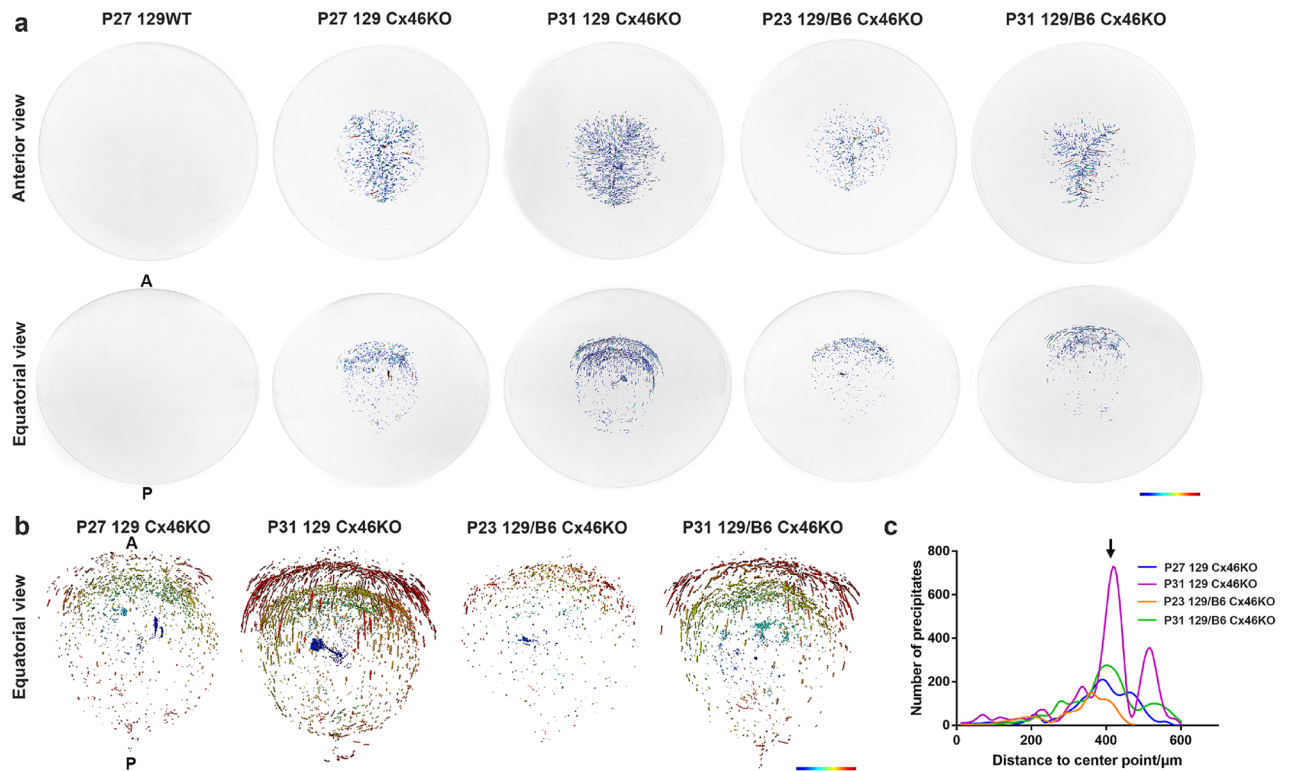 a
P27 129WT
P27 129 Cx46KO
P31 129 Cx46KO
P23 129/B6 Cx46KO
P31 129/B6 Cx46KO
Anterior view
A
Equatorial view
P
b
P27 129 Cx46KO
P31 129 Cx46KO
P23 129/B6 Cx46KO
P31 129/B6 Cx46KO
A
Equatorial view
P
c
Number of precipitates
800
600
400
200
0
0
200
400
600
Distance to center point/μm
P27 129 Cx46KO
P31 129 Cx46KO
P23 129/B6 Cx46KO
P31 129/B6 Cx46KO